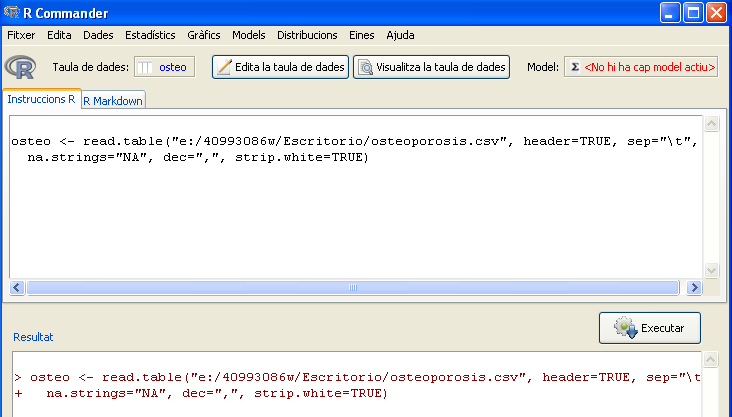 R Commander
Fitxer Edita Dades Estadístics Gràfics Models Distribucions Eines Ajuda
R Taula de dades: osteo Edita la taula de dades Visualitza la taula de dades Model: Σ <No hi ha cap model actiu>
Instruccions R R Markdown
osteo <- read.table("e:/40993086w/Escritorio/osteoporosis.csv", header=TRUE, sep="\t",
na.strings="NA", dec=",", strip.white=TRUE)
Executar
Resultat
> osteo <- read.table("e:/40993086w/Escritorio/osteoporosis.csv", header=TRUE, sep="\t
+ na.strings="NA", dec=",", strip.white=TRUE)